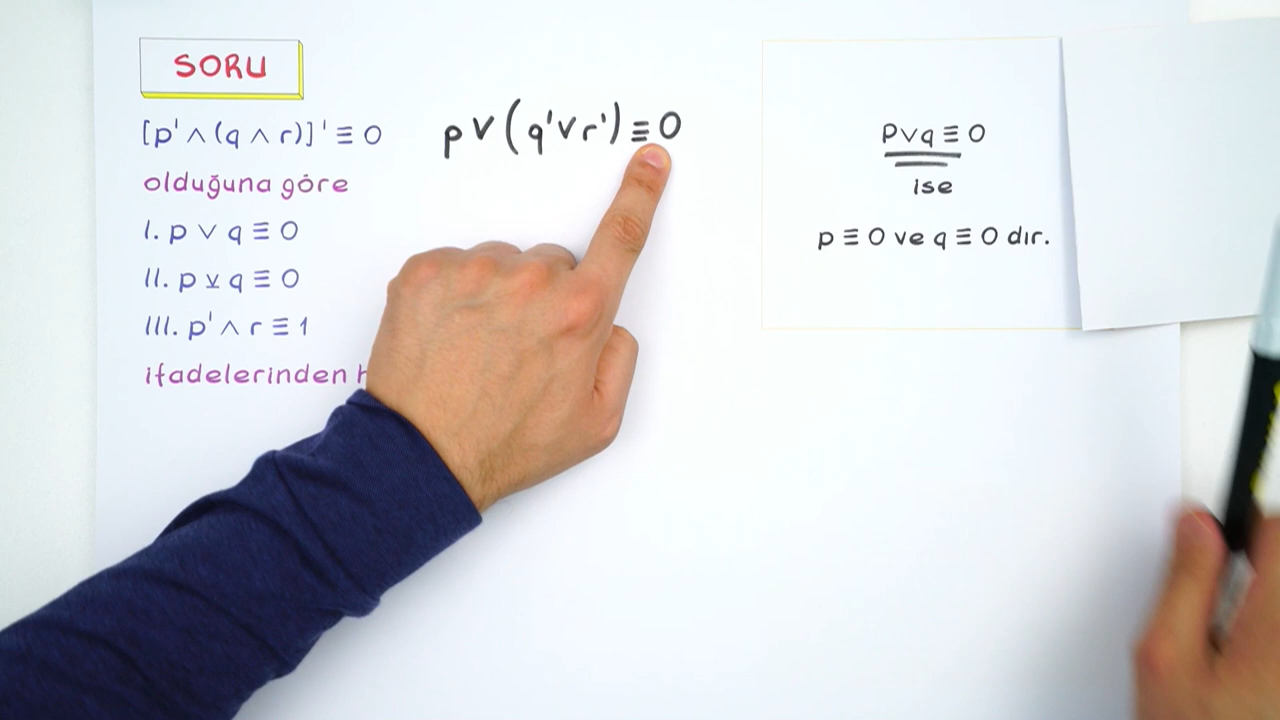 SORU
[p' ∧ (q ∧ r)]' ≡ 0
olduğuna göre
I. p ∨ q ≡ 0
II. p ⊻ q ≡ 0
III. p' ∧ r ≡ 1
ifadelerinden
p ∨ (q' ∨ r') ≡ 0
p ∨ q ≡ 0
ise
p ≡ 0 ve q ≡ 0 dır.